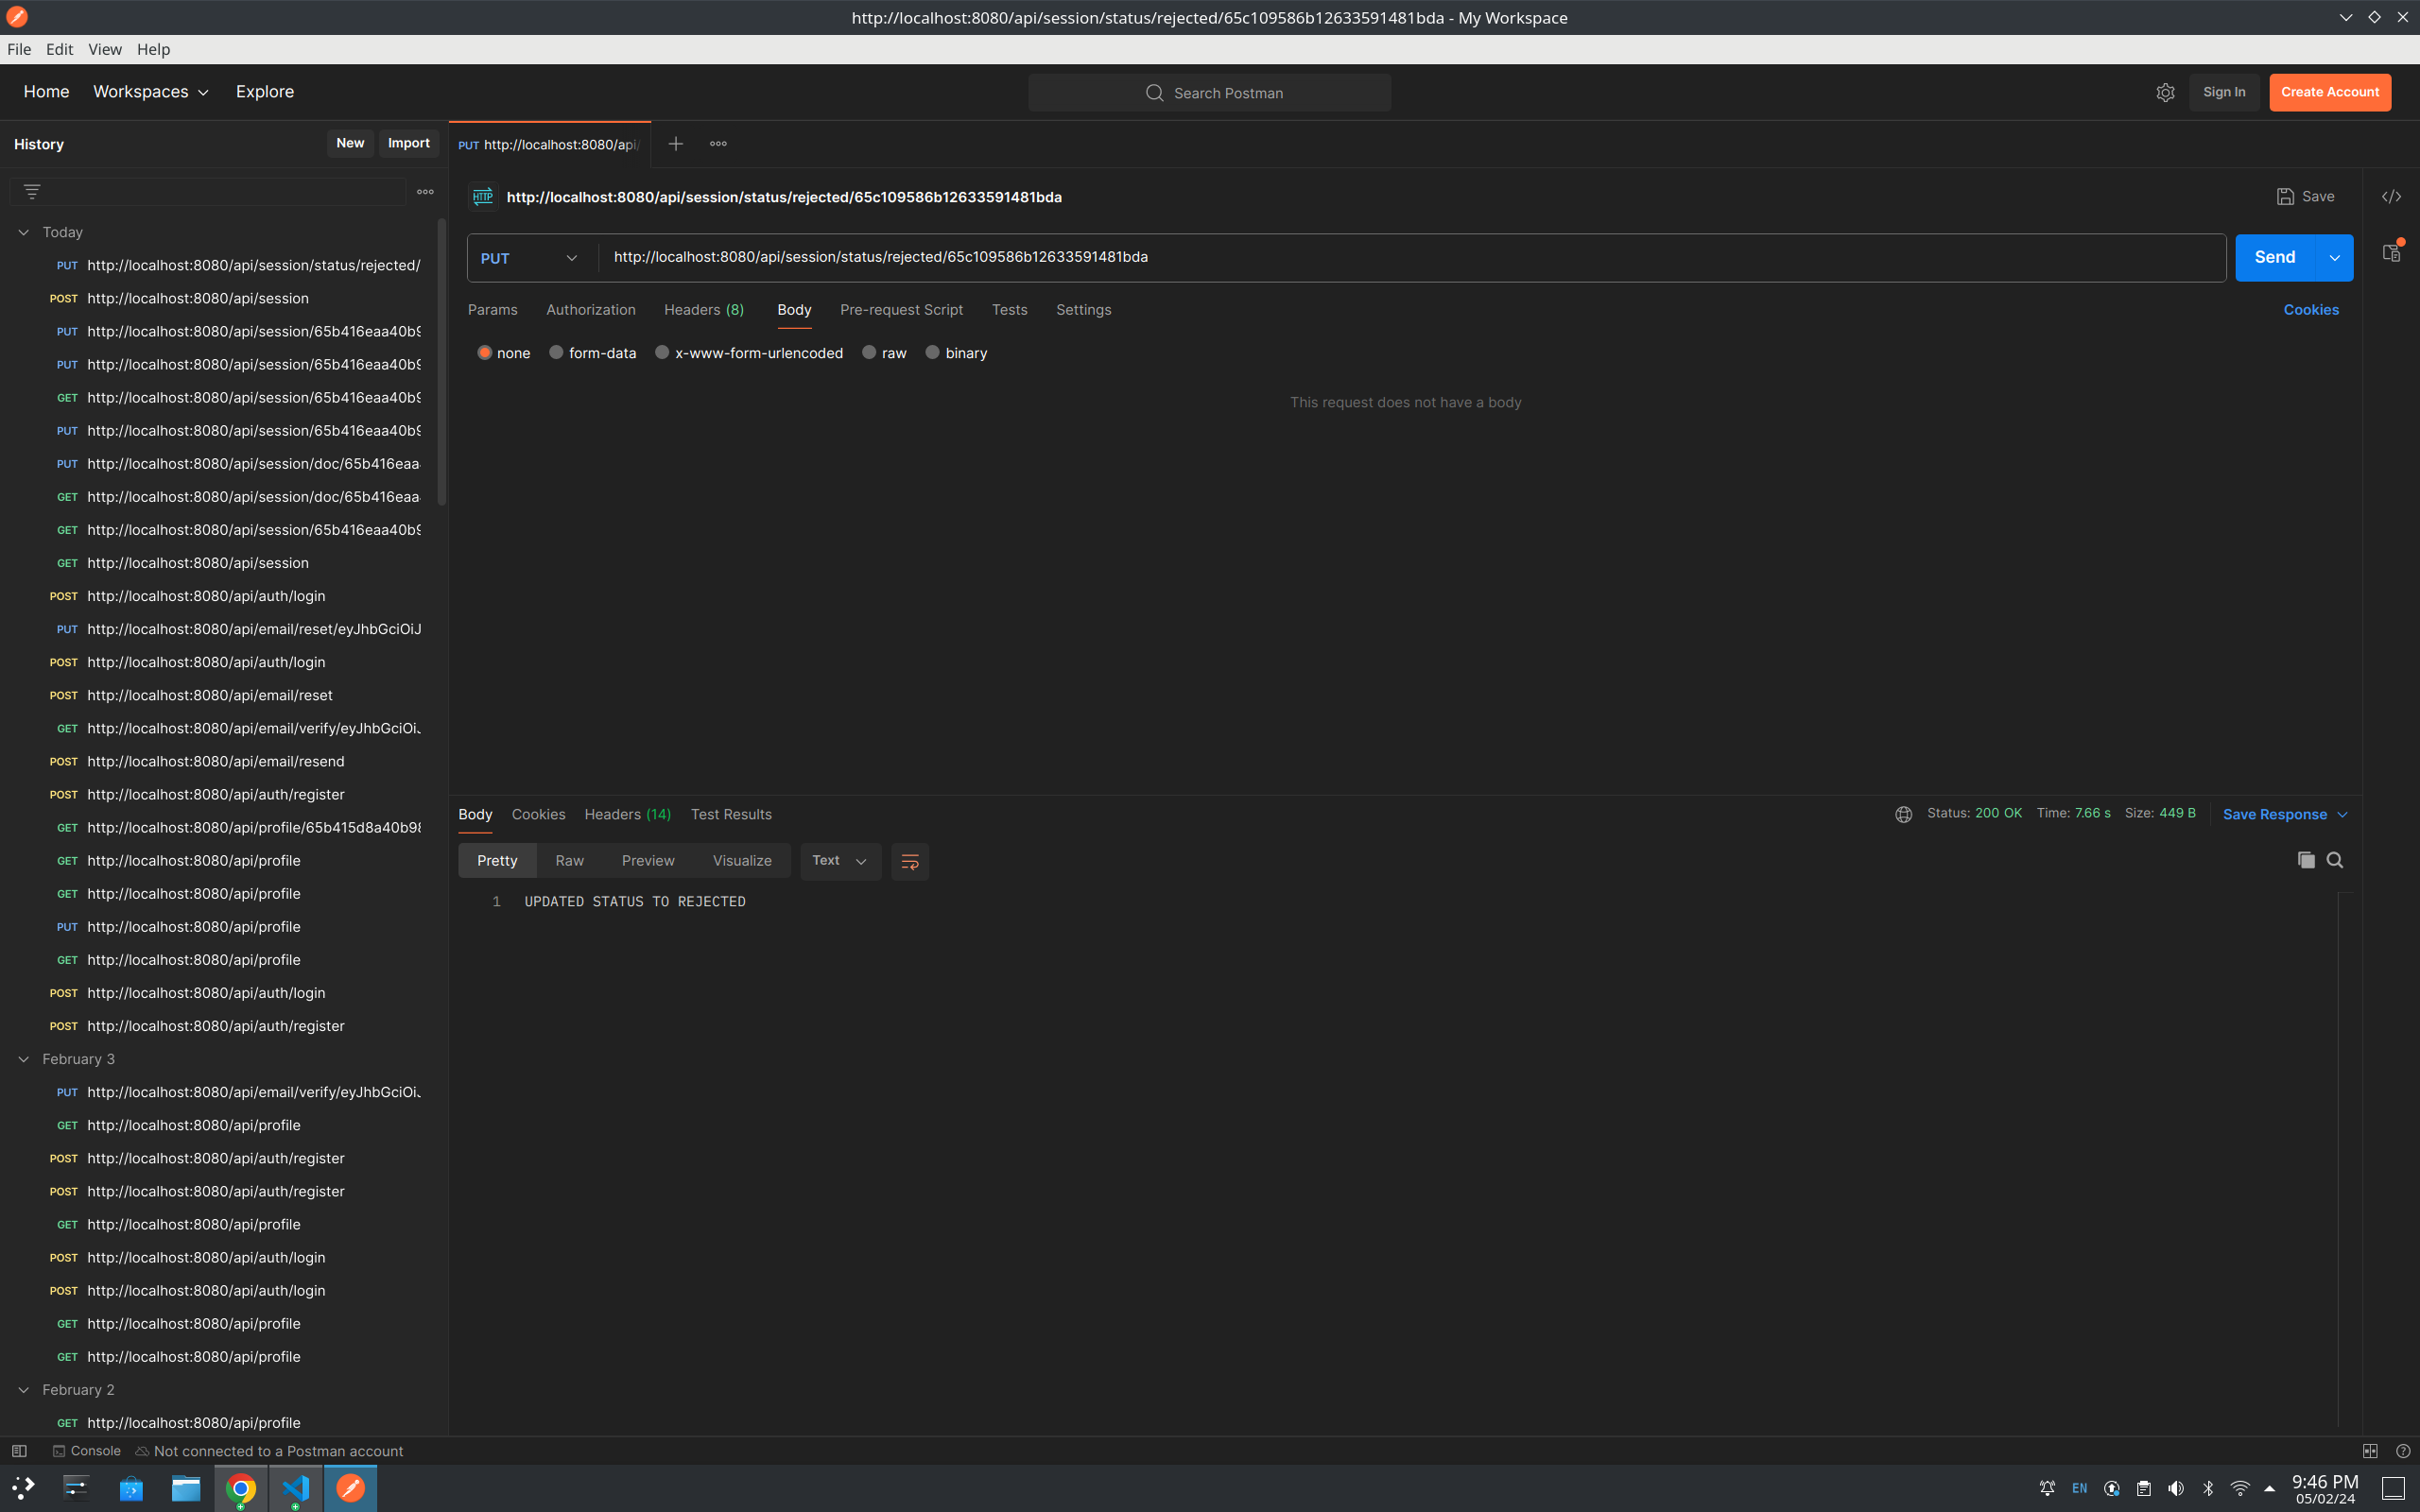 http://localhost:8080/api/session/status/rejected/65c109586b12633591481bda - My Workspace
File Edit View Help
Home Workspaces Explore Search Postman Sign In Create Account
History New Import
PUT http://localhost:8080/api/
HTTP http://localhost:8080/api/session/status/rejected/65c109586b12633591481bda Save
PUT http://localhost:8080/api/session/status/rejected/65c109586b12633591481bda Send
Params Authorization Headers (8) Body Pre-request Script Tests Settings Cookies
none form-data x-www-form-urlencoded raw binary
This request does not have a body
Today
PUT http://localhost:8080/api/session/status/rejected/
POST http://localhost:8080/api/session
PUT http://localhost:8080/api/session/65b416eaa40b9
PUT http://localhost:8080/api/session/65b416eaa40b9
GET http://localhost:8080/api/session/65b416eaa40b9
PUT http://localhost:8080/api/session/65b416eaa40b9
PUT http://localhost:8080/api/session/doc/65b416eaa
GET http://localhost:8080/api/session/doc/65b416eaa
GET http://localhost:8080/api/session/65b416eaa40b9
GET http://localhost:8080/api/session
POST http://localhost:8080/api/auth/login
PUT http://localhost:8080/api/email/reset/eyJhbGciOiJ
POST http://localhost:8080/api/auth/login
POST http://localhost:8080/api/email/reset
GET http://localhost:8080/api/email/verify/eyJhbGciOiJ
POST http://localhost:8080/api/email/resend
POST http://localhost:8080/api/auth/register
GET http://localhost:8080/api/profile/65b415d8a40b98
GET http://localhost:8080/api/profile
GET http://localhost:8080/api/profile
PUT http://localhost:8080/api/profile
GET http://localhost:8080/api/profile
POST http://localhost:8080/api/auth/login
POST http://localhost:8080/api/auth/register
February 3
PUT http://localhost:8080/api/email/verify/eyJhbGciOiJ
GET http://localhost:8080/api/profile
POST http://localhost:8080/api/auth/register
POST http://localhost:8080/api/auth/register
GET http://localhost:8080/api/profile
POST http://localhost:8080/api/auth/login
POST http://localhost:8080/api/auth/login
GET http://localhost:8080/api/profile
GET http://localhost:8080/api/profile
February 2
GET http://localhost:8080/api/profile
Body Cookies Headers (14) Test Results Status: 200 OK Time: 7.66 s Size: 449 B Save Response
Pretty Raw Preview Visualize Text
1 UPDATED STATUS TO REJECTED
Console Not connected to a Postman account
EN 9:46 PM
05/02/24